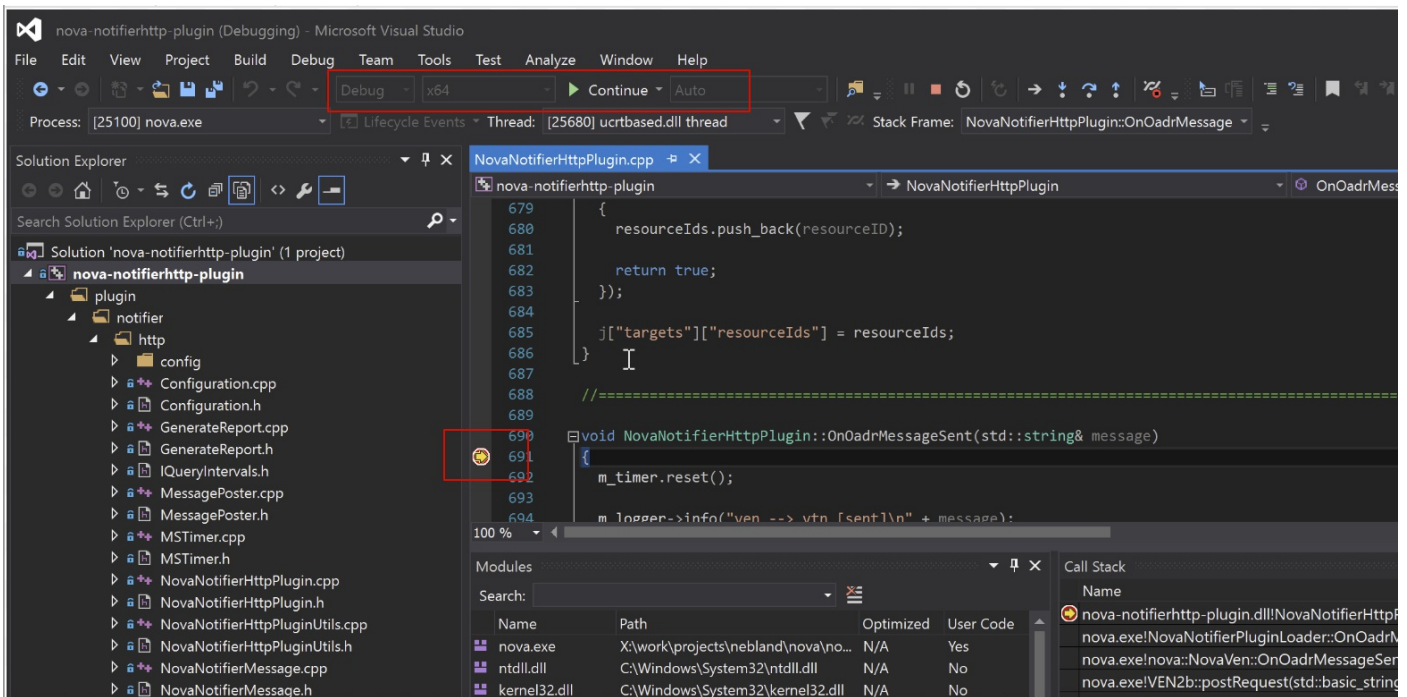 nova-notifierhttp-plugin (Debugging) - Microsoft Visual Studio
File Edit View Project Build Debug Team Tools Test Analyze Window Help
Debug x64 Continue Auto
Process: [25100] nova.exe Lifecycle Events Thread: [25680] ucrtbased.dll thread Stack Frame: NovaNotifierHttpPlugin::OnOadrMessage
Solution Explorer
Search Solution Explorer (Ctrl+;)
Solution 'nova-notifierhttp-plugin' (1 project)
nova-notifierhttp-plugin
plugin
notifier
http
config
Configuration.cpp
Configuration.h
GenerateReport.cpp
GenerateReport.h
IQueryIntervals.h
MessagePoster.cpp
MessagePoster.h
MSTimer.cpp
MSTimer.h
NovaNotifierHttpPlugin.cpp
NovaNotifierHttpPlugin.h
NovaNotifierHttpPluginUtils.cpp
NovaNotifierHttpPluginUtils.h
NovaNotifierMessage.cpp
NovaNotifierMessage.h
NovaNotifierHttpPlugin.cpp
nova-notifierhttp-plugin NovaNotifierHttpPlugin OnOadrMess
679 {
680 resourceIds.push_back(resourceID);
681
682 return true;
683 });
684
685 j["targets"]["resourceIds"] = resourceIds;
686 }
687
688 //==============================================================================
689
690 void NovaNotifierHttpPlugin::OnOadrMessageSent(std::string& message)
691 {
692 m_timer.reset();
693
694 m_logger->info("ven --> vtn [sent]\n" + message);
100 %
Modules
Search:
Name Path Optimized User Code
nova.exe X:\work\projects\nebland\nova\no... N/A Yes
ntdll.dll C:\Windows\System32\ntdll.dll N/A No
kernel32.dll C:\Windows\System32\kernel32.dll N/A No
Call Stack
Name
nova-notifierhttp-plugin.dll!NovaNotifierHttpP
nova.exe!NovaNotifierPluginLoader::OnOadrM
nova.exe!nova::NovaVen::OnOadrMessageSen
nova.exe!VEN2b::postRequest(std::basic_string